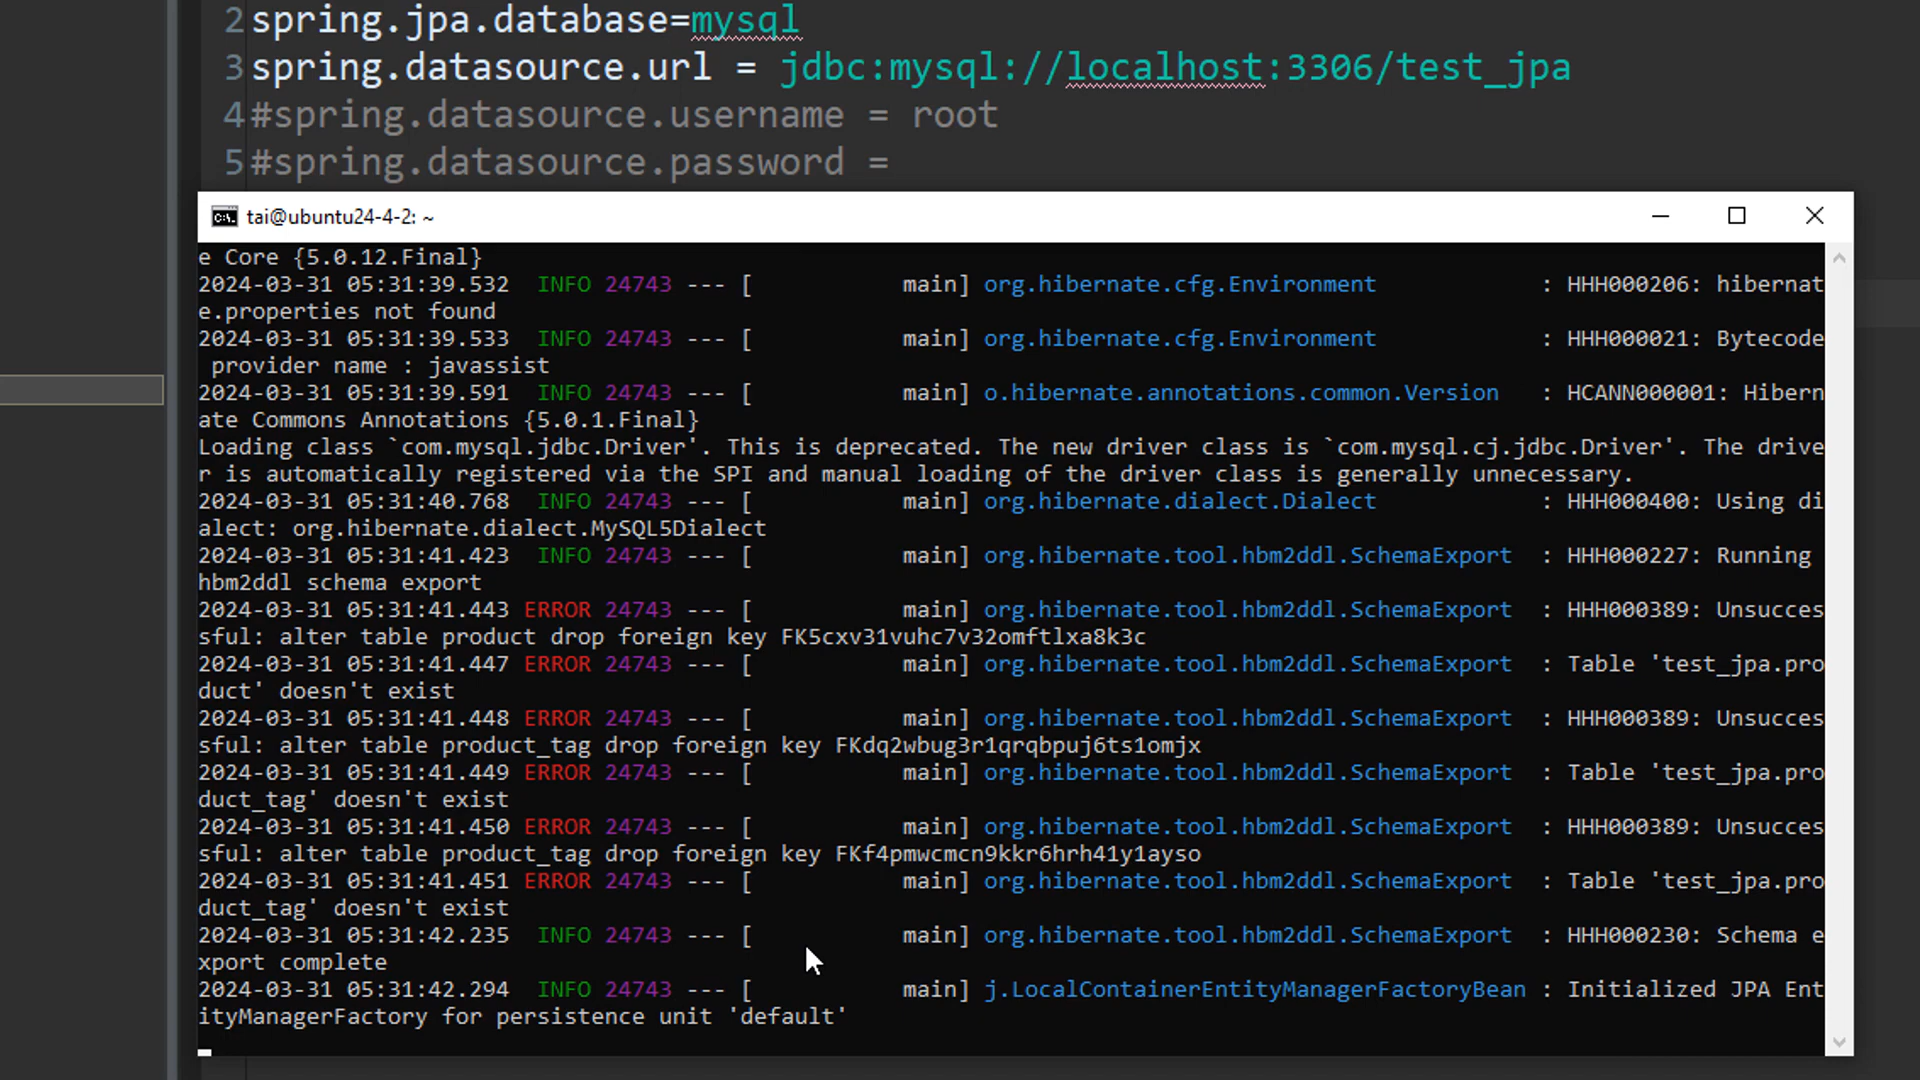 2 spring.jpa.database=mysql
3 spring.datasource.url = jdbc:mysql://localhost:3306/test_jpa
4 #spring.datasource.username = root
5 #spring.datasource.password =
tai@ubuntu24-4-2: ~
e Core {5.0.12.Final}
2024-03-31 05:31:39.532  INFO 24743 --- [           main] org.hibernate.cfg.Environment            : HHH000206: hibernat
e.properties not found
2024-03-31 05:31:39.533  INFO 24743 --- [           main] org.hibernate.cfg.Environment            : HHH000021: Bytecode
 provider name : javassist
2024-03-31 05:31:39.591  INFO 24743 --- [           main] o.hibernate.annotations.common.Version   : HCANN000001: Hibern
ate Commons Annotations {5.0.1.Final}
Loading class `com.mysql.jdbc.Driver'. This is deprecated. The new driver class is `com.mysql.cj.jdbc.Driver'. The drive
r is automatically registered via the SPI and manual loading of the driver class is generally unnecessary.
2024-03-31 05:31:40.768  INFO 24743 --- [           main] org.hibernate.dialect.Dialect            : HHH000400: Using di
alect: org.hibernate.dialect.MySQL5Dialect
2024-03-31 05:31:41.423  INFO 24743 --- [           main] org.hibernate.tool.hbm2ddl.SchemaExport  : HHH000227: Running 
hbm2ddl schema export
2024-03-31 05:31:41.443 ERROR 24743 --- [           main] org.hibernate.tool.hbm2ddl.SchemaExport  : HHH000389: Unsucces
sful: alter table product drop foreign key FK5cxv31vuhc7v32omftlxa8k3c
2024-03-31 05:31:41.447 ERROR 24743 --- [           main] org.hibernate.tool.hbm2ddl.SchemaExport  : Table 'test_jpa.pro
duct' doesn't exist
2024-03-31 05:31:41.448 ERROR 24743 --- [           main] org.hibernate.tool.hbm2ddl.SchemaExport  : HHH000389: Unsucces
sful: alter table product_tag drop foreign key FKdq2wbug3r1qrqbpuj6ts1omjx
2024-03-31 05:31:41.449 ERROR 24743 --- [           main] org.hibernate.tool.hbm2ddl.SchemaExport  : Table 'test_jpa.pro
duct_tag' doesn't exist
2024-03-31 05:31:41.450 ERROR 24743 --- [           main] org.hibernate.tool.hbm2ddl.SchemaExport  : HHH000389: Unsucces
sful: alter table product_tag drop foreign key FKf4pmwcmcn9kkr6hrh41y1ayso
2024-03-31 05:31:41.451 ERROR 24743 --- [           main] org.hibernate.tool.hbm2ddl.SchemaExport  : Table 'test_jpa.pro
duct_tag' doesn't exist
2024-03-31 05:31:42.235  INFO 24743 --- [           main] org.hibernate.tool.hbm2ddl.SchemaExport  : HHH000230: Schema e
xport complete
2024-03-31 05:31:42.294  INFO 24743 --- [           main] j.LocalContainerEntityManagerFactoryBean : Initialized JPA Ent
ityManagerFactory for persistence unit 'default'